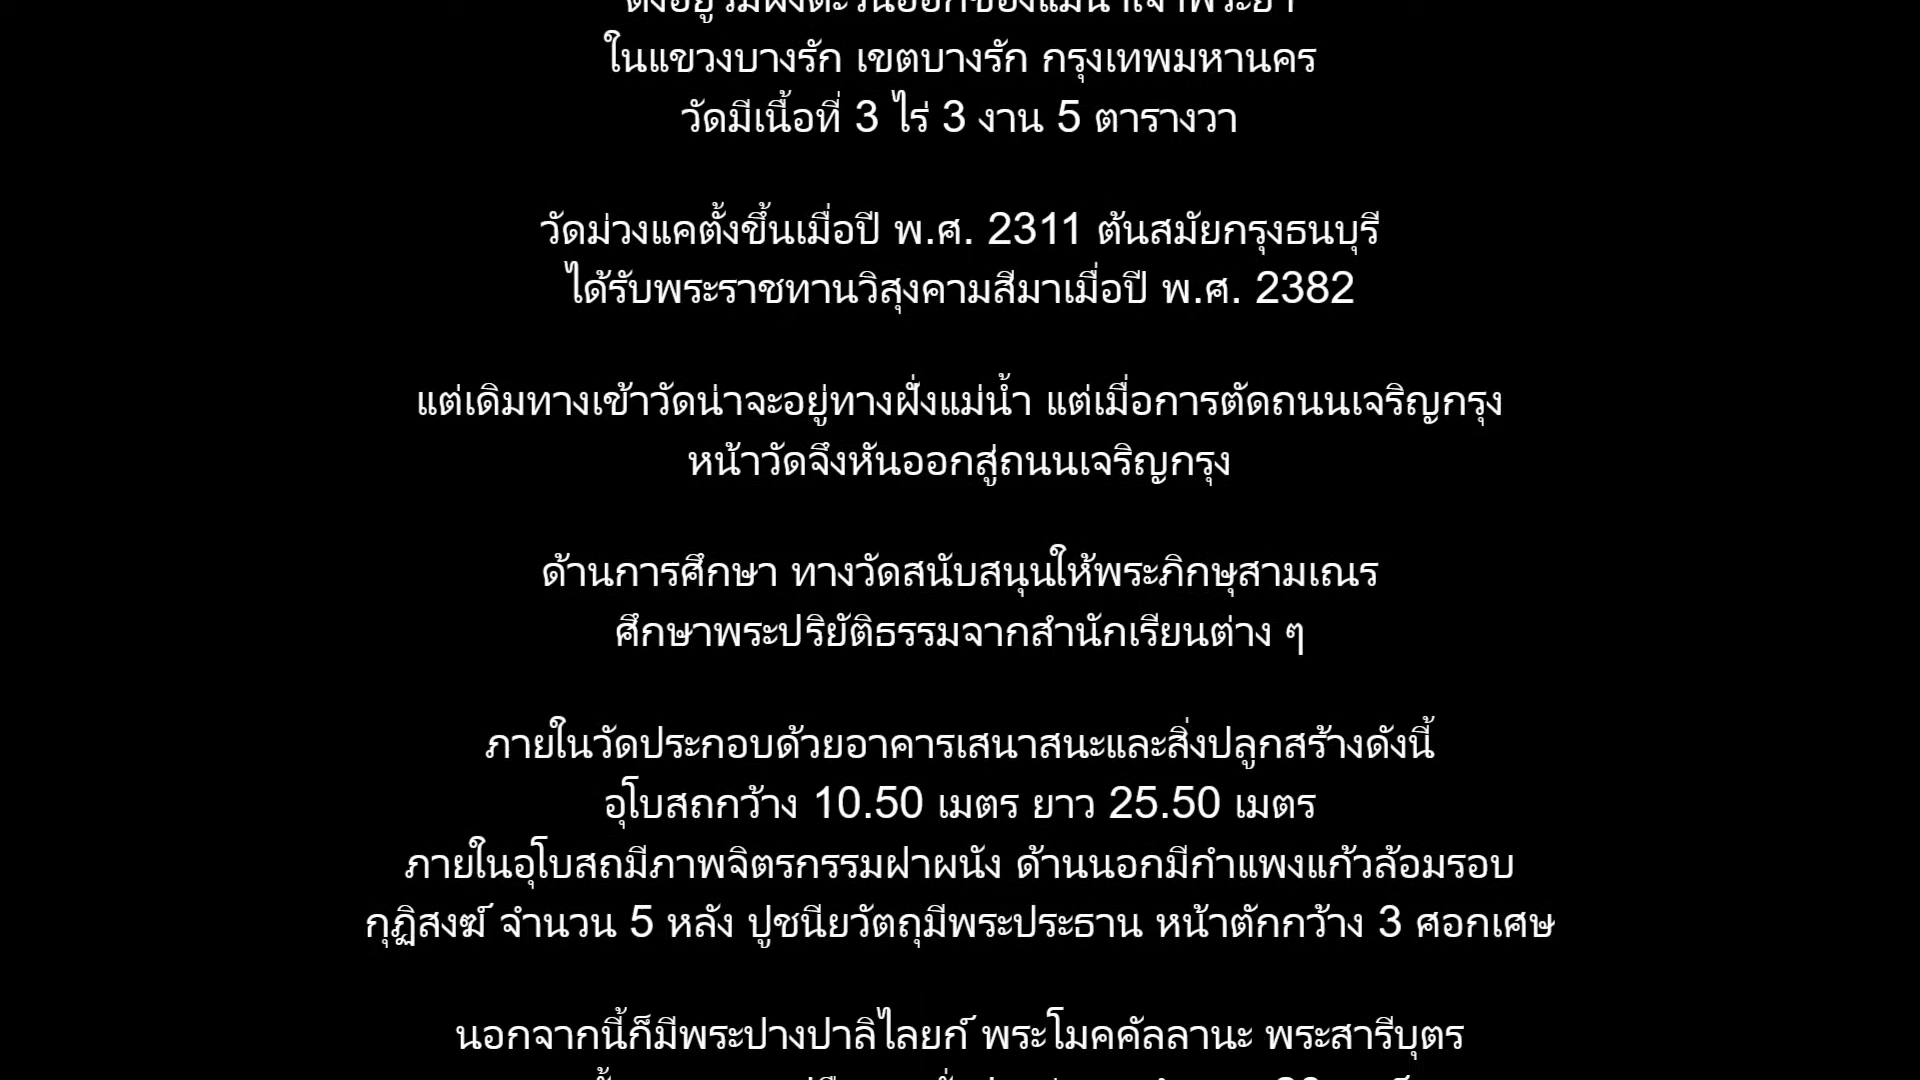 ในแขวงบางรัก เขตบางรัก กรุงเทพมหานคร
วัดมีเนื้อที่ 3 ไร่ 3 งาน 5 ตารางวา
วัดม่วงแคตั้งขึ้นเมื่อปี พ.ศ. 2311 ต้นสมัยกรุงธนบุรี
ได้รับพระราชทานวิสุงคามสีมาเมื่อปี พ.ศ. 2382
แต่เดิมทางเข้าวัดน่าจะอยู่ทางฝั่งแม่น้ำ แต่เมื่อการตัดถนนเจริญกรุง
หน้าวัดจึงหันออกสู่ถนนเจริญกรุง
ด้านการศึกษา ทางวัดสนับสนุนให้พระภิกษุสามเณร
ศึกษาพระปริยัติธรรมจากสำนักเรียนต่าง ๆ
ภายในวัดประกอบด้วยอาคารเสนาสนะและสิ่งปลูกสร้างดังนี้
อุโบสถกว้าง 10.50 เมตร ยาว 25.50 เมตร
ภายในอุโบสถมีภาพจิตรกรรมฝาผนัง ด้านนอกมีกำแพงแก้วล้อมรอบ
กุฏิสงฆ์ จำนวน 5 หลัง ปูชนียวัตถุมีพระประธาน หน้าตักกว้าง 3 ศอกเศษ
นอกจากนี้ก็มีพระปางปาลิไลยก์ พระโมคคัลลานะ พระสารีบุตร